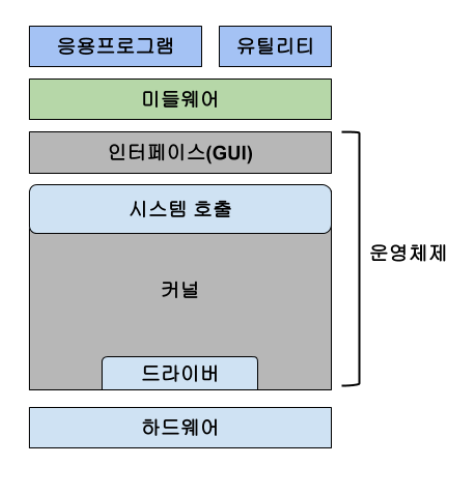 응용프로그램
유틸리티
미들웨어
인터페이스(GUI)
시스템 호출
운영체제
커널
드라이버
하드웨어